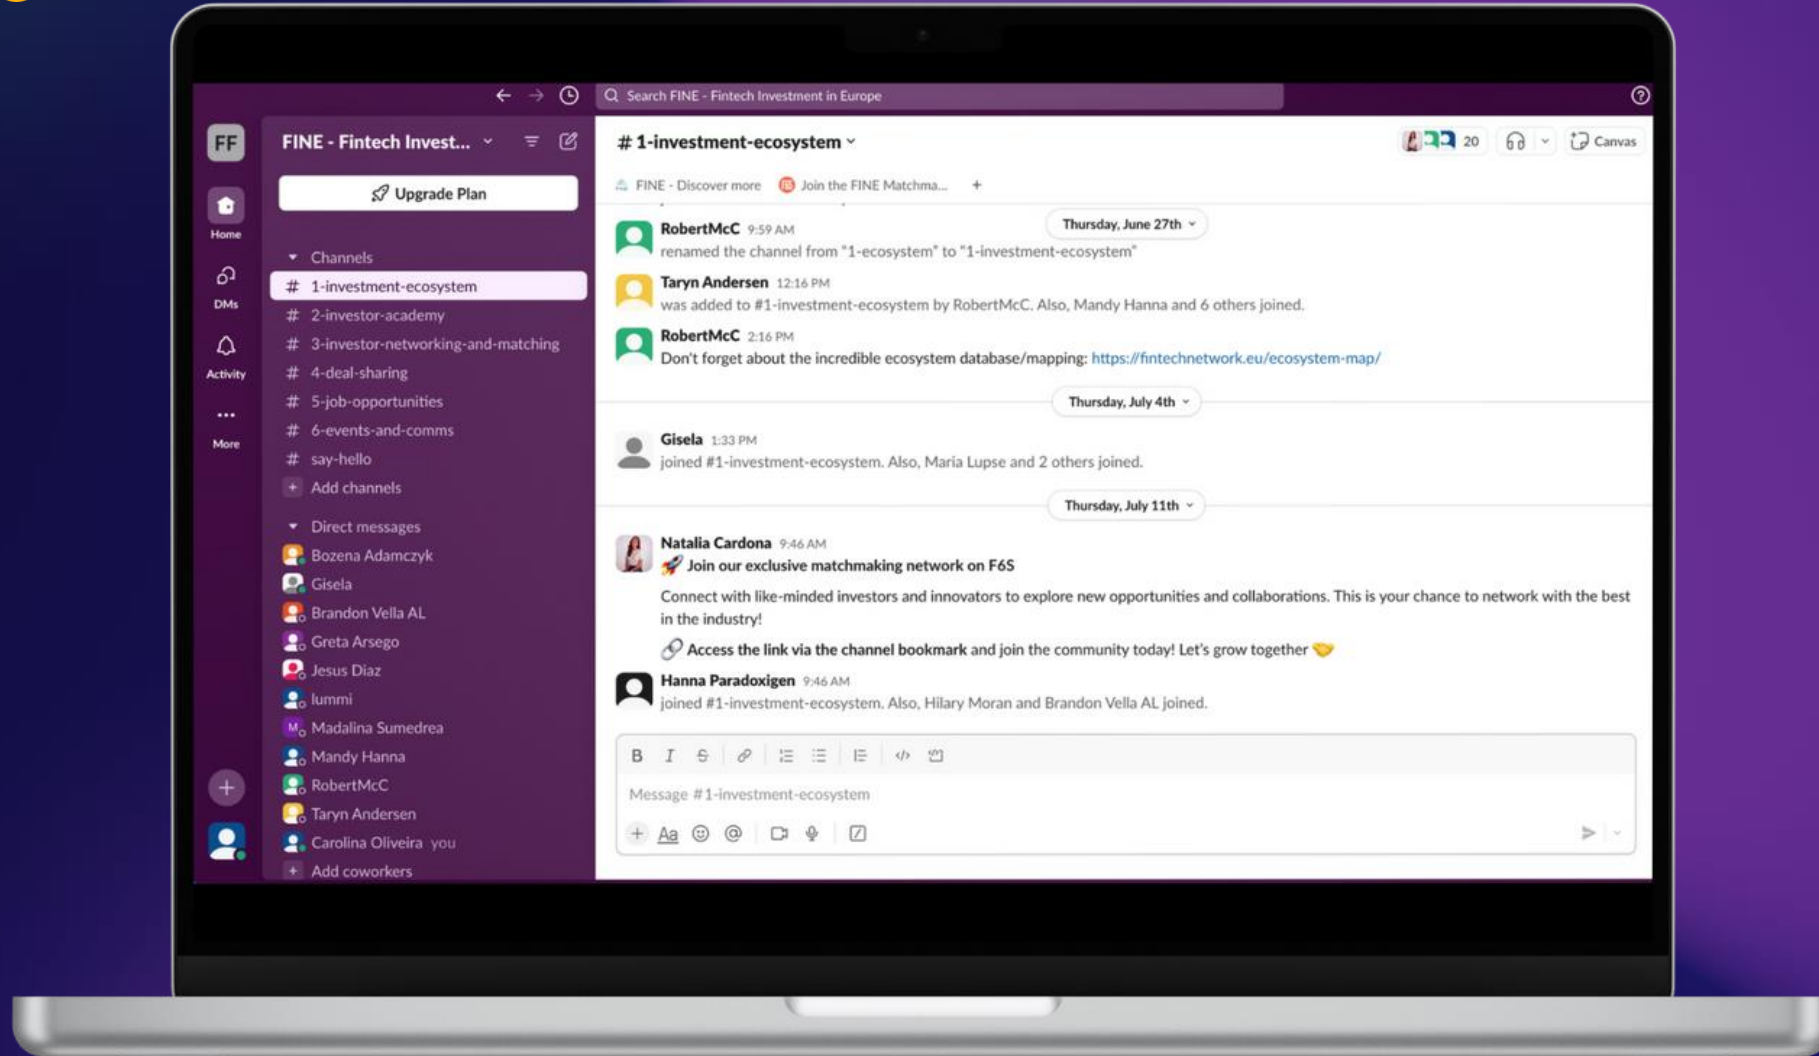 Search FINE - Fintech Investment in Europe
FF
Home
DMs
Activity
More
FINE - Fintech Invest...
Upgrade Plan
Channels
# 1-investment-ecosystem
# 2-investor-academy
# 3-investor-networking-and-matching
# 4-deal-sharing
# 5-job-opportunities
# 6-events-and-comms
# say-hello
+ Add channels
Direct messages
Bozena Adamczyk
Gisela
Brandon Vella AL
Greta Arsego
Jesus Diaz
lummi
M Madalina Sumedrea
Mandy Hanna
RobertMcC
Taryn Andersen
Carolina Oliveira you
+ Add coworkers
# 1-investment-ecosystem
20
Canvas
FINE - Discover more Join the FINE Matchma... +
Thursday, June 27th
RobertMcC 9:59 AM
renamed the channel from "1-ecosystem" to "1-investment-ecosystem"
Taryn Andersen 12:16 PM
was added to #1-investment-ecosystem by RobertMcC. Also, Mandy Hanna and 6 others joined.
RobertMcC 2:16 PM
Don't forget about the incredible ecosystem database/mapping: https://fintechnetwork.eu/ecosystem-map/
Thursday, July 4th
Gisela 1:33 PM
joined #1-investment-ecosystem. Also, Maria Lupse and 2 others joined.
Thursday, July 11th
Natalia Cardona 9:46 AM
🚀 Join our exclusive matchmaking network on F6S
Connect with like-minded investors and innovators to explore new opportunities and collaborations. This is your chance to network with the best
in the industry!
🔗 Access the link via the channel bookmark and join the community today! Let's grow together 🤝
Hanna Paradoxigen 9:46 AM
joined #1-investment-ecosystem. Also, Hilary Moran and Brandon Vella AL joined.
B I S
Message #1-investment-ecosystem
+ Aa @